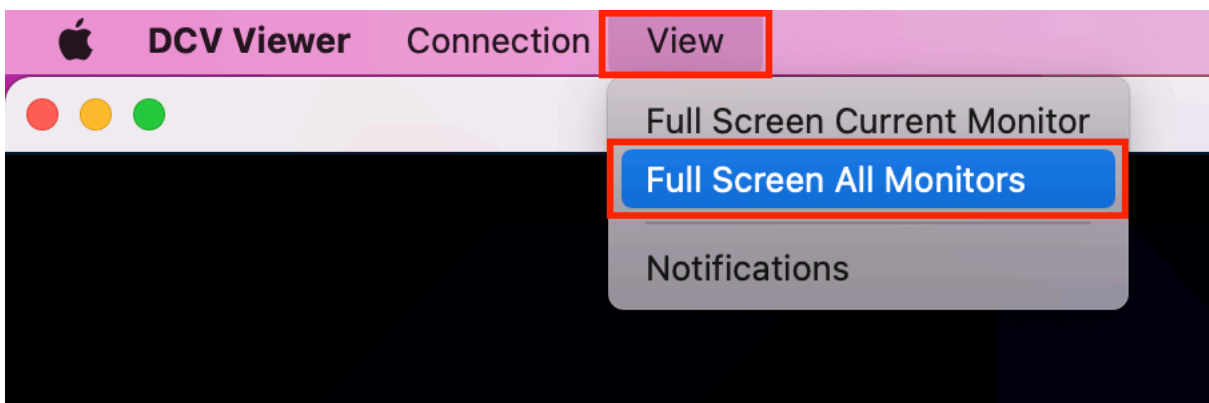 DCV Viewer Connection View
Full Screen Current Monitor
Full Screen All Monitors
Notifications